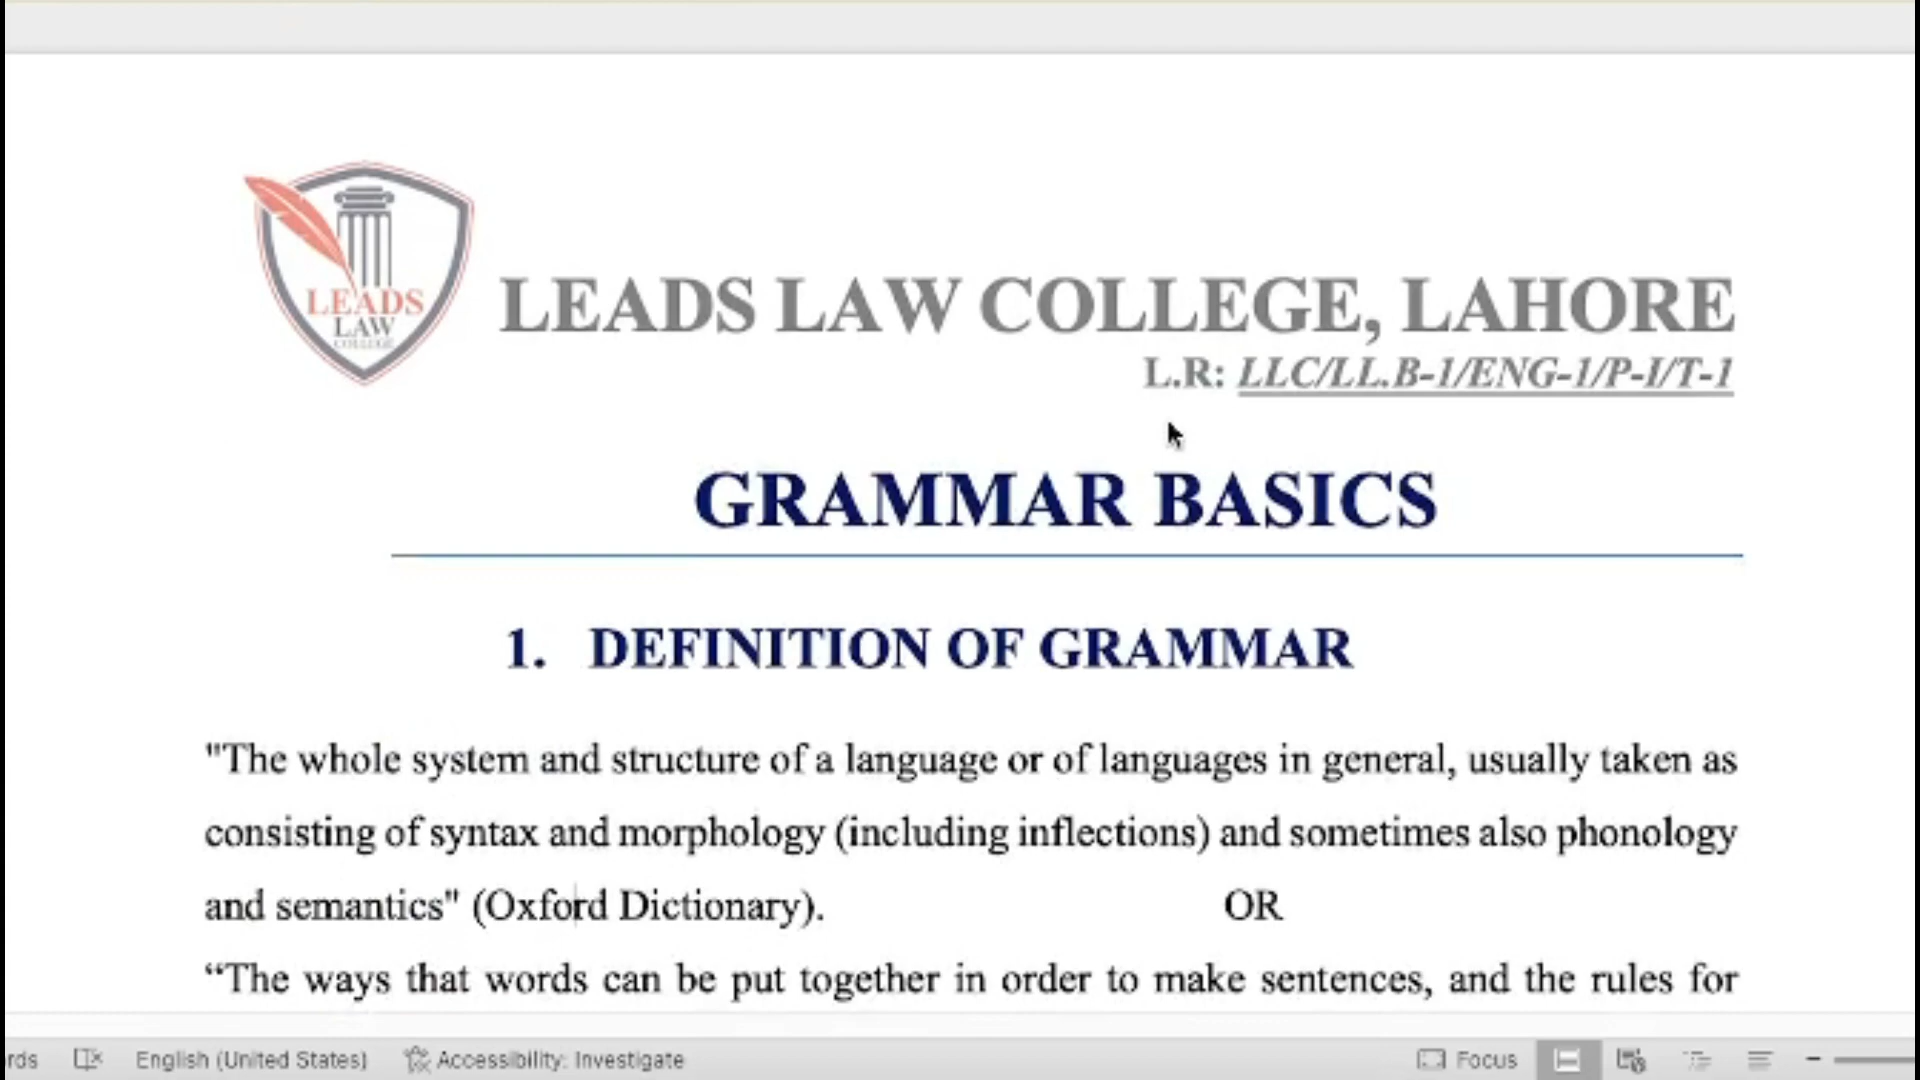 LEADS
LAW
COLLEGE
LEADS LAW COLLEGE, LAHORE
L.R: LLC/LL.B-1/ENG-1/P-I/T-1
GRAMMAR BASICS
1. DEFINITION OF GRAMMAR
"The whole system and structure of a language or of languages in general, usually taken as
consisting of syntax and morphology (including inflections) and sometimes also phonology
and semantics" (Oxford Dictionary). OR
“The ways that words can be put together in order to make sentences, and the rules for
rds English (United States) Accessibility: Investigate Focus